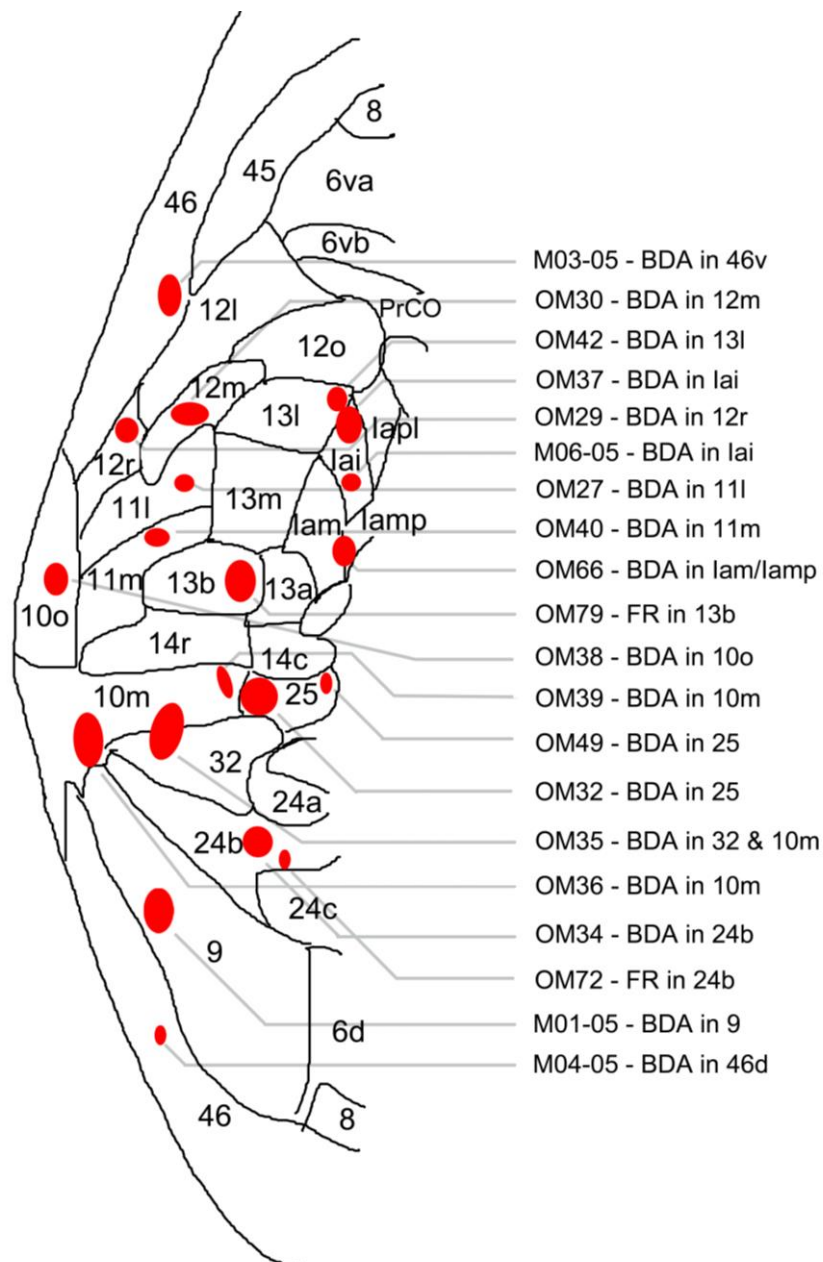 8
45
6va
46
6vb
12l
PrCO
12o
12m
13l
Iapl
Iai
12r
11l
13m
Iam
Iamp
11m
13b
13a
10o
14r
14c
10m
25
32
24a
24b
24c
9
6d
46
8
M03-05 - BDA in 46v
OM30 - BDA in 12m
OM42 - BDA in 13l
OM37 - BDA in Iai
OM29 - BDA in 12r
M06-05 - BDA in Iai
OM27 - BDA in 11l
OM40 - BDA in 11m
OM66 - BDA in Iam/Iamp
OM79 - FR in 13b
OM38 - BDA in 10o
OM39 - BDA in 10m
OM49 - BDA in 25
OM32 - BDA in 25
OM35 - BDA in 32 & 10m
OM36 - BDA in 10m
OM34 - BDA in 24b
OM72 - FR in 24b
M01-05 - BDA in 9
M04-05 - BDA in 46d